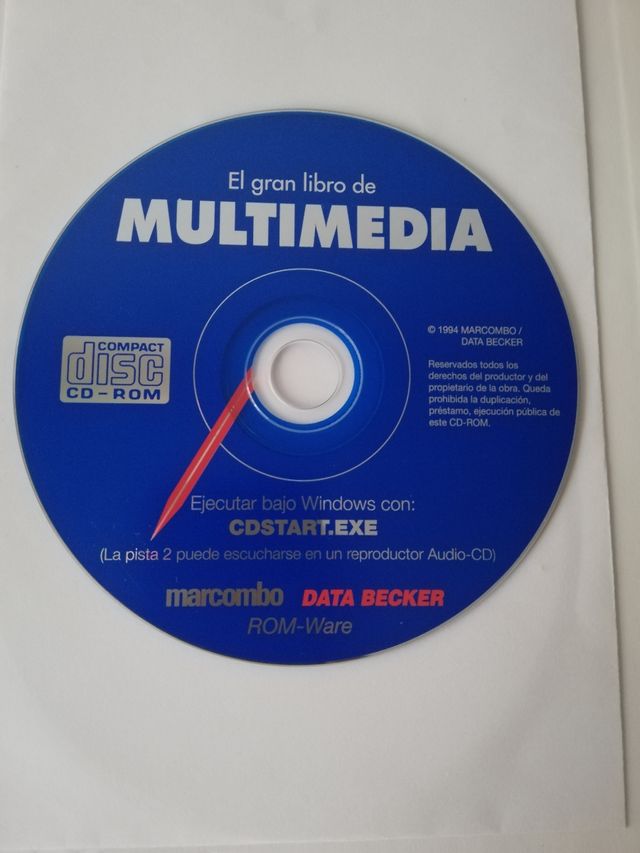 El gran libro de
MULTIMEDIA
COMPACT
disc
CD-ROM
© 1994 MARCOMBO /
DATA BECKER
Reservados todos los
derechos del productor y del
propietario de la obra. Queda
prohibida la duplicación,
préstamo, ejecución pública de
este CD-ROM.
Ejecutar bajo Windows con:
CDSTART.EXE
(La pista 2 puede escucharse en un reproductor Audio-CD)
marcombo DATA BECKER
ROM-Ware